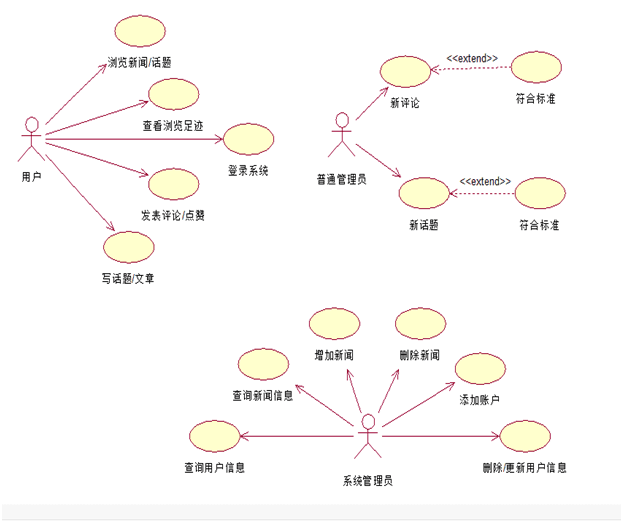 浏览新闻/话题
查看浏览足迹
登录系统
用户
发表评论/点赞
写话题/文章
<<extend>>
新评论
符合标准
普通管理员
<<extend>>
新话题
符合标准
增加新闻
删除新闻
查询新闻信息
添加账户
查询用户信息
删除/更新用户信息
系统管理员